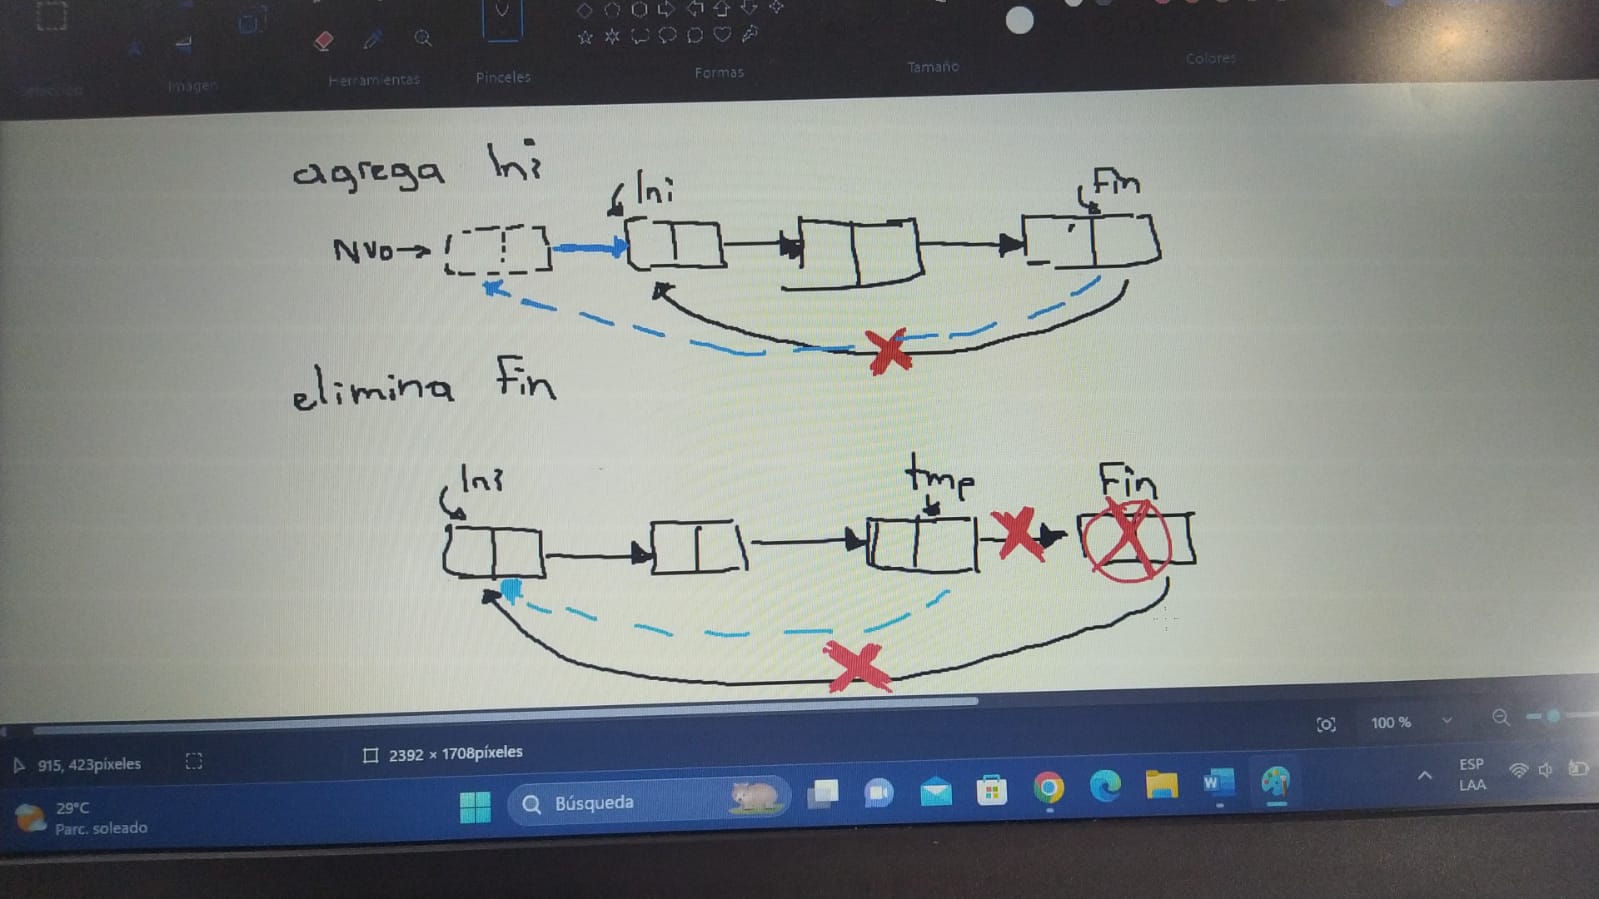 Selección
Imagen
Herramientas
Pinceles
Formas
Tamaño
Colores
agrega Ini
Ini
Fin
Nvo
elimina Fin
Ini
tmp
Fin
100 %
915, 423píxeles
2392 × 1708píxeles
29°C
Parc. soleado
Búsqueda
ESP
LAA